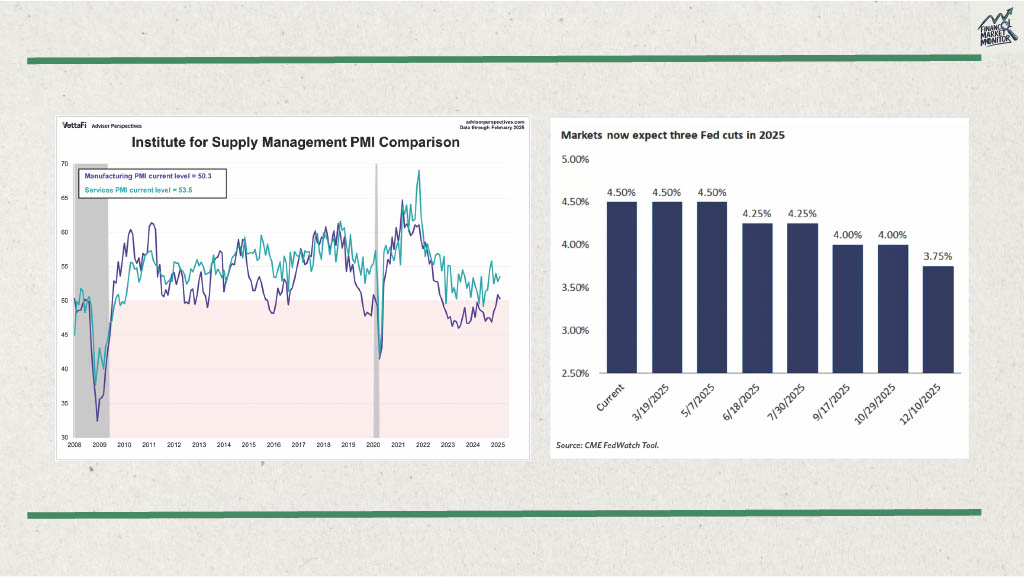 FINANCIAL
MARKET
MONITOR
VettaFi Advisor Perspectives
advisorperspectives.com
Data through February 2025
Institute for Supply Management PMI Comparison
Manufacturing PMI current level = 50.3
Services PMI current level = 53.5
70
65
60
55
50
45
40
35
30
2008 2009 2010 2011 2012 2013 2014 2015 2016 2017 2018 2019 2020 2021 2022 2023 2024 2025
Markets now expect three Fed cuts in 2025
5.00%
4.50%
4.00%
3.50%
3.00%
2.50%
4.50% 4.50% 4.50% 4.25% 4.25% 4.00% 4.00% 3.75%
Current 3/19/2025 5/7/2025 6/18/2025 7/30/2025 9/17/2025 10/29/2025 12/10/2025
Source: CME FedWatch Tool.